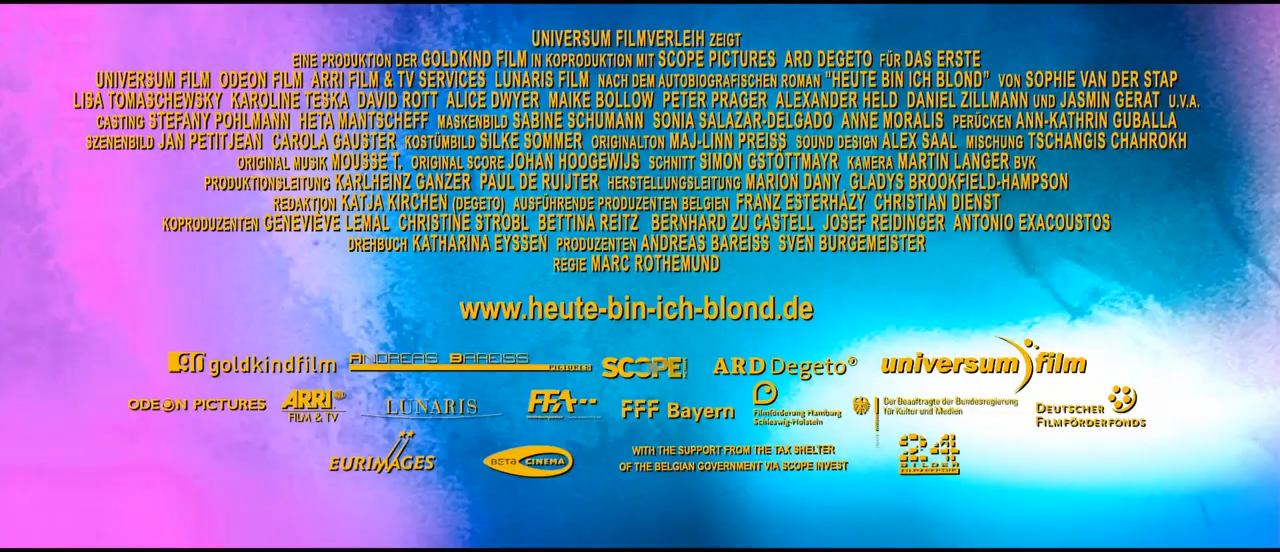 UNIVERSUM FILMVERLEIH ZEIGT
EINE PRODUKTION DER GOLDKIND FILM IN KOPRODUKTION MIT SCOPE PICTURES ARD DEGETO FÜR DAS ERSTE
UNIVERSUM FILM ODEON FILM ARRI FILM & TV SERVICES LUNARIS FILM NACH DEM AUTOBIOGRAFISCHEN ROMAN "HEUTE BIN ICH BLOND" VON SOPHIE VAN DER STAP
LISA TOMASCHEWSKY KAROLINE TESKA DAVID ROTT ALICE DWYER MAIKE BOLLOW PETER PRAGER ALEXANDER HELD DANIEL ZILLMANN UND JASMIN GERAT U.V.A.
CASTING STEFANY POHLMANN HETA MANTSCHEFF MASKENBILD SABINE SCHUMANN SONIA SALAZAR-DELGADO ANNE MORALIS PERÜCKEN ANN-KATHRIN GUBALLA
SZENENBILD JAN PETITJEAN CAROLA GAUSTER KOSTÜMBILD SILKE SOMMER ORIGINALTON MAJ-LINN PREISS SOUND DESIGN ALEX SAAL MISCHUNG TSCHANGIS CHAHROKH
ORIGINAL MUSIK MOUSSE T. ORIGINAL SCORE JOHAN HOOGEWIJS SCHNITT SIMON GSTÖTTMAYR KAMERA MARTIN LANGER BVK
PRODUKTIONSLEITUNG KARLHEINZ GANZER PAUL DE RUIJTER HERSTELLUNGSLEITUNG MARION DANY GLADYS BROOKFIELD-HAMPSON
REDAKTION KATJA KIRCHEN (DEGETO) AUSFÜHRENDE PRODUZENTEN BELGIEN FRANZ ESTERHÁZY CHRISTIAN DIENST
KOPRODUZENTEN GENEVIÈVE LEMAL CHRISTINE STROBL BETTINA REITZ BERNHARD ZU CASTELL JOSEF REIDINGER ANTONIO EXACOUSTOS
DREHBUCH KATHARINA EYSSEN PRODUZENTEN ANDREAS BAREISS SVEN BURGEMEISTER
REGIE MARC ROTHEMUND
www.heute-bin-ich-blond.de
goldkindfilm ANDREAS BAREISS PICTURES SCOPE ARD Degeto universum film
ODEON PICTURES ARRI FILM & TV LUNARIS FFA FFF Bayern Filmförderung Hamburg Schleswig-Holstein Der Beauftragte der Bundesregierung für Kultur und Medien DEUTSCHER FILMFÖRDERFONDS
EURIMAGES BETA CINEMA WITH THE SUPPORT FROM THE TAX SHELTER OF THE BELGIAN GOVERNMENT VIA SCOPE INVEST 24 BILDER